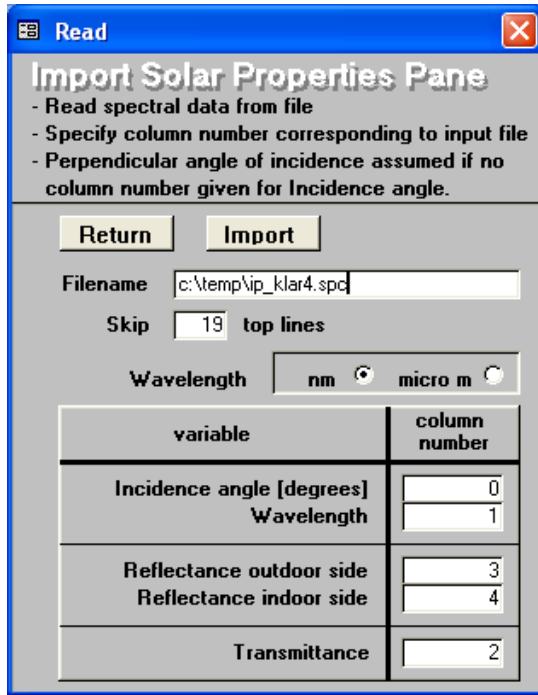 Read
Import Solar Properties Pane
- Read spectral data from file
- Specify column number corresponding to input file
- Perpendicular angle of incidence assumed if no
column number given for Incidence angle.
Return Import
Filename c:\temp\ip_klar4.spc
Skip 19 top lines
Wavelength nm micro m
variable column number
Incidence angle [degrees] 0
Wavelength 1
Reflectance outdoor side 3
Reflectance indoor side 4
Transmittance 2